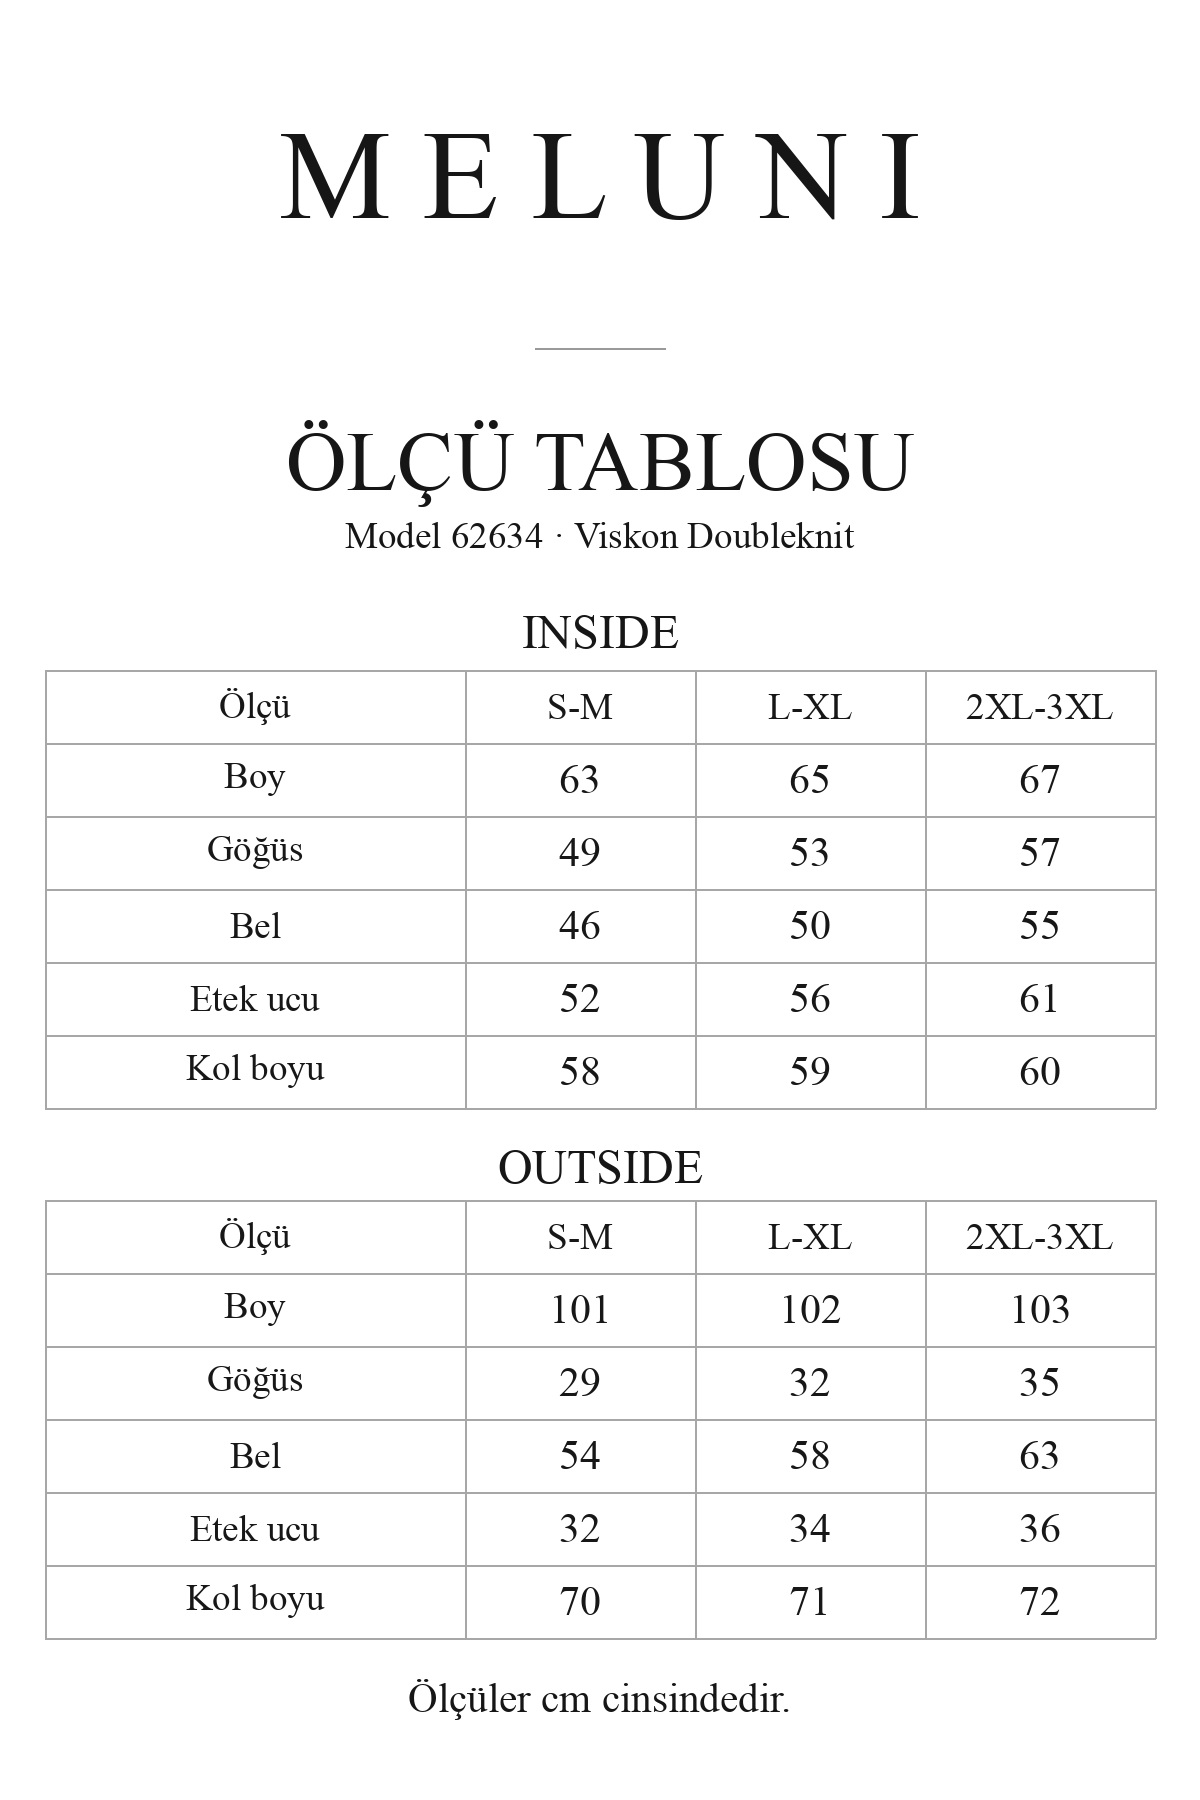 MELUNI
ÖLÇÜ TABLOSU
Model 62634 · Viskon Doubleknit
INSIDE
Ölçü S-M L-XL 2XL-3XL
Boy 63 65 67
Göğüs 49 53 57
Bel 46 50 55
Etek ucu 52 56 61
Kol boyu 58 59 60
OUTSIDE
Ölçü S-M L-XL 2XL-3XL
Boy 101 102 103
Göğüs 29 32 35
Bel 54 58 63
Etek ucu 32 34 36
Kol boyu 70 71 72
Ölçüler cm cinsindedir.